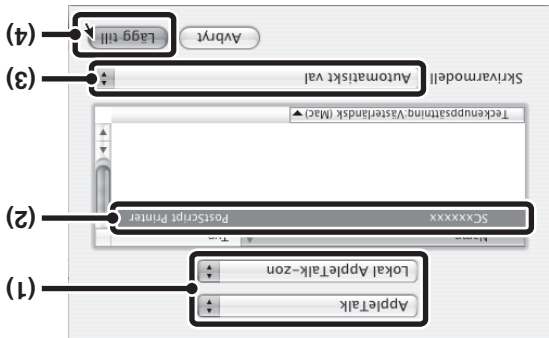 AppleTalk
(1)
Lokal AppleTalk-zon
Typ
SCxxxxxx PostScript Printer (2)
Teckenuppsättning:Västerländsk (Mac)
Skrivarmodell Automatiskt val (3)
Avbryt Lägg till (4)